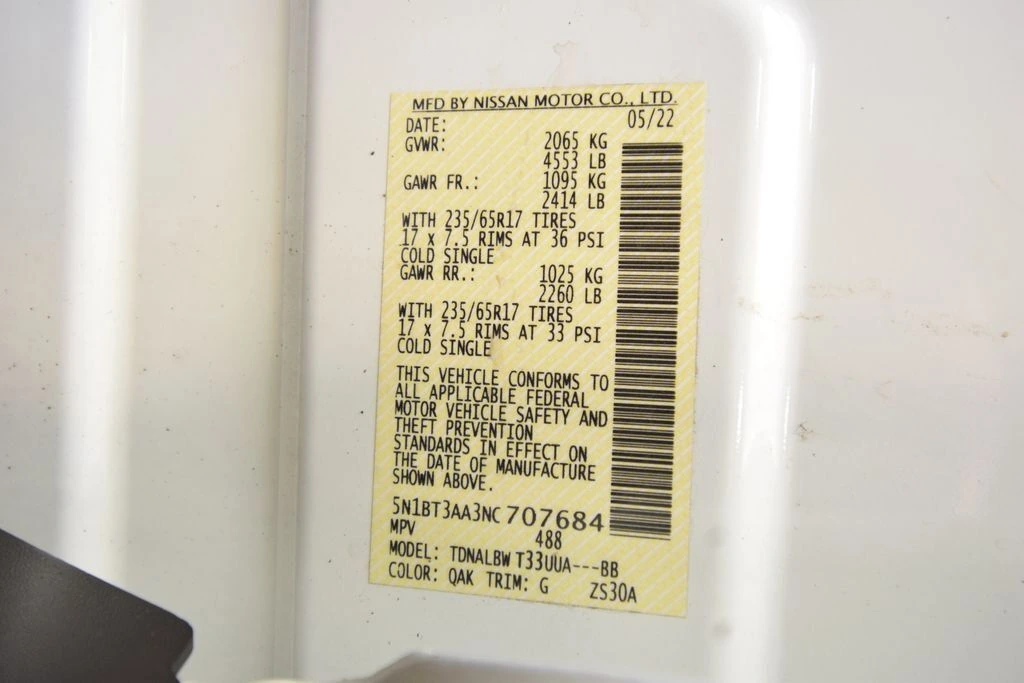 MFD BY NISSAN MOTOR CO., LTD.
DATE: 05/22
GVWR: 2065 KG
4553 LB
GAWR FR.: 1095 KG
2414 LB
WITH 235/65R17 TIRES
17 x 7.5 RIMS AT 36 PSI
COLD SINGLE
GAWR RR.: 1025 KG
2260 LB
WITH 235/65R17 TIRES
17 x 7.5 RIMS AT 33 PSI
COLD SINGLE
THIS VEHICLE CONFORMS TO
ALL APPLICABLE FEDERAL
MOTOR VEHICLE SAFETY AND
THEFT PREVENTION
STANDARDS IN EFFECT ON
THE DATE OF MANUFACTURE
SHOWN ABOVE.
5N1BT3AA3NC707684
MPV 488
MODEL: TDNALBW T33UUA---BB
COLOR: QAK TRIM: G ZS30A